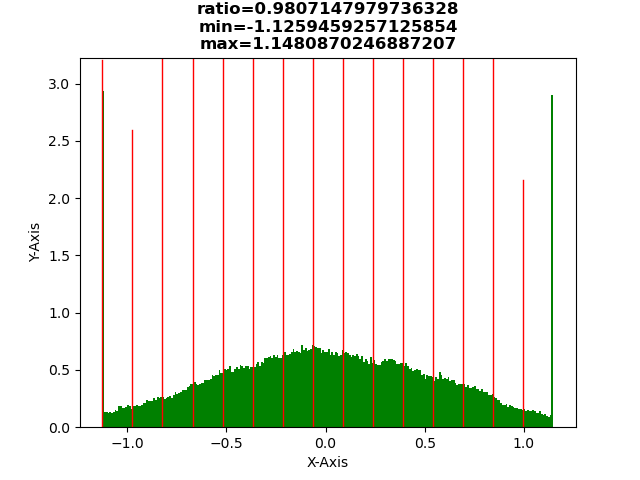 ratio=0.9807147979736328
min=-1.1259459257125854
max=1.1480870246887207
3.0
2.5
2.0
1.5
1.0
0.5
0.0
Y-Axis
−1.0 −0.5 0.0 0.5 1.0
X-Axis